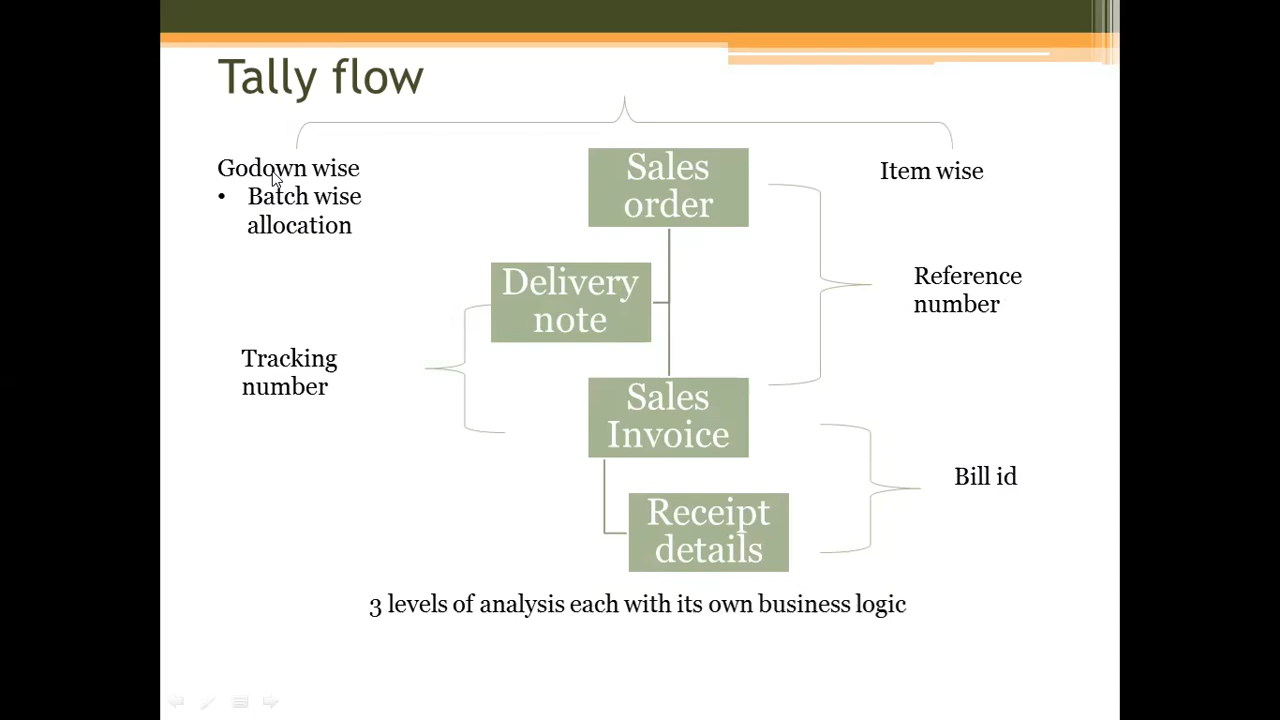 Tally flow
Godown wise
• Batch wise
allocation
Sales
order
Item wise
Delivery
note
Reference
number
Tracking
number
Sales
Invoice
Bill id
Receipt
details
3 levels of analysis each with its own business logic